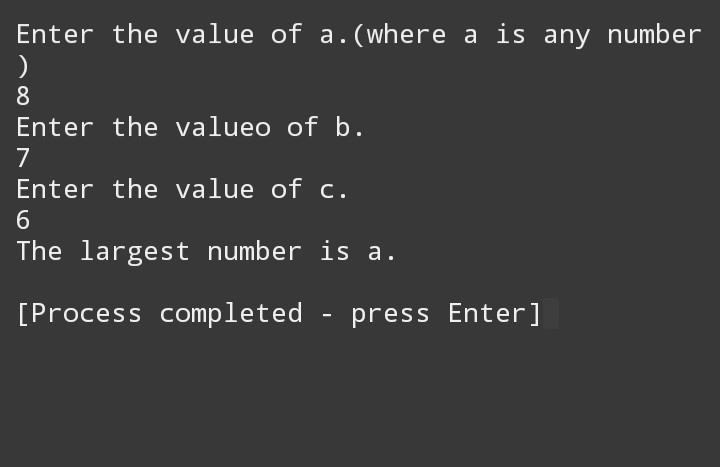 Enter the value of a.(where a is any number
)
8
Enter the valueo of b.
7
Enter the value of c.
6
The largest number is a.
[Process completed - press Enter]